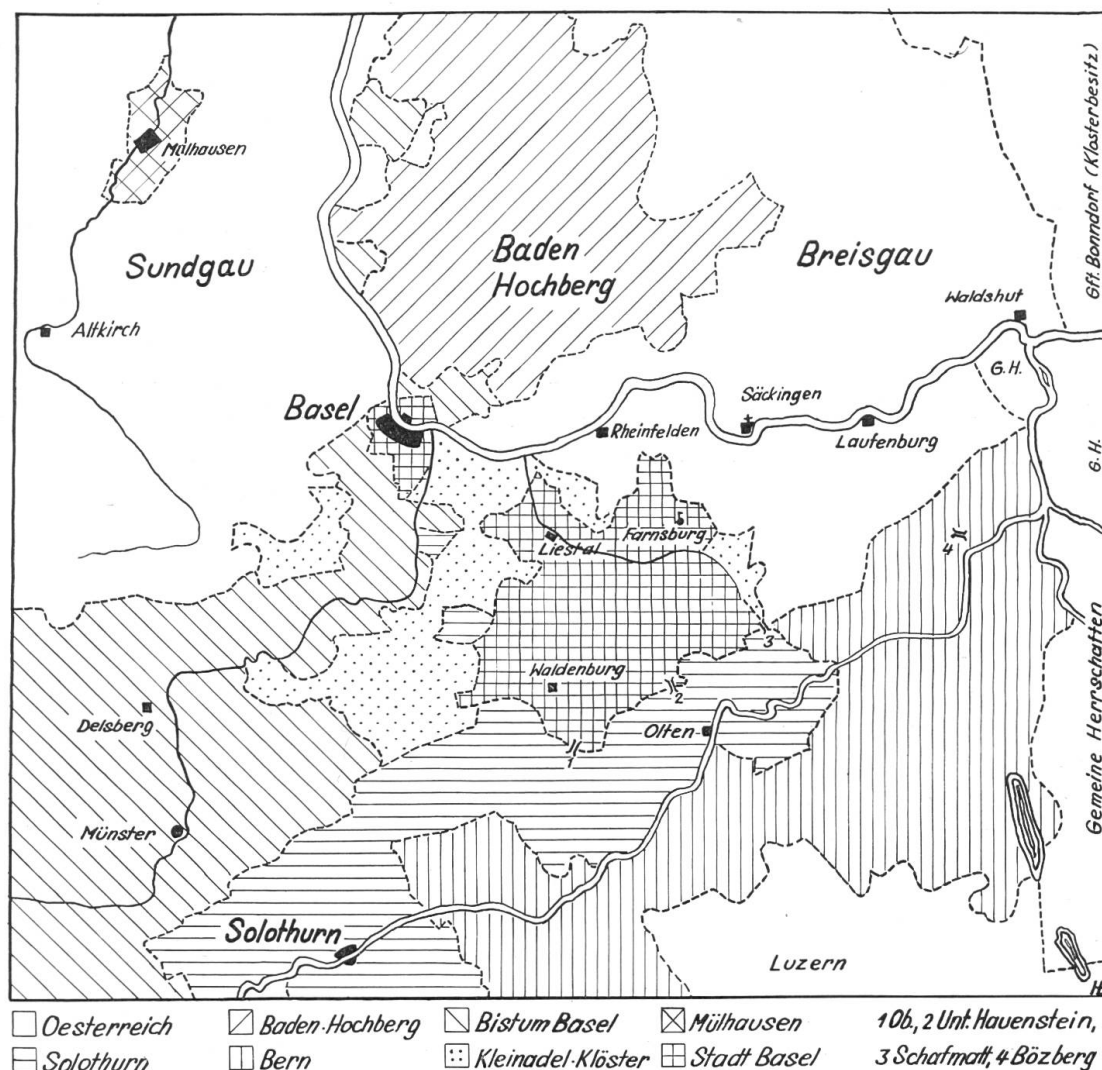 Mülhausen
Sundgau
Altkirch
Baden
Hochberg
Breisgau
Gft. Bonndorf (Klosterbesitz)
Waldshut
G.H.
Basel
Rheinfelden
Säckingen
Laufenburg
G.H.
Liestal
Farnsburg
4
3
Waldenburg
2
Delsberg
Olten
1
Gemeine Herrschaften
Münster
Solothurn
Luzern
H
Oesterreich
Baden-Hochberg
Bistum Basel
Mülhausen
1 Ob., 2 Unt. Hauenstein,
Solothurn
Bern
Kleinadel-Klöster
Stadt Basel
3 Schafmatt, 4 Bözberg